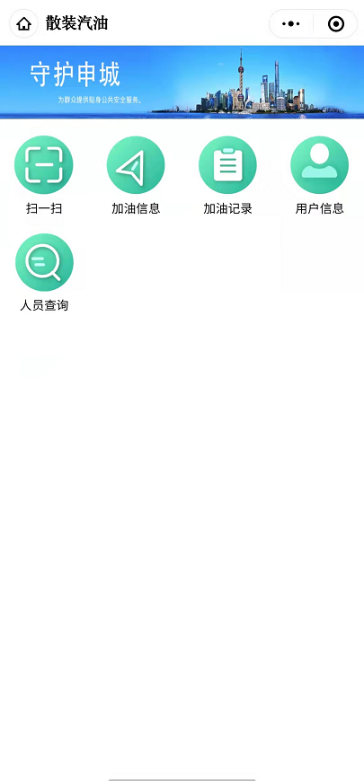 散装汽油
守护申城
为群众提供贴身公共安全服务。
扫一扫
加油信息
加油记录
用户信息
人员查询